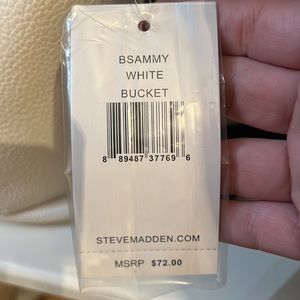 BSAMMY
WHITE
BUCKET
8 89487 37769 6
STEVEMADDEN.COM
MSRP $72.00